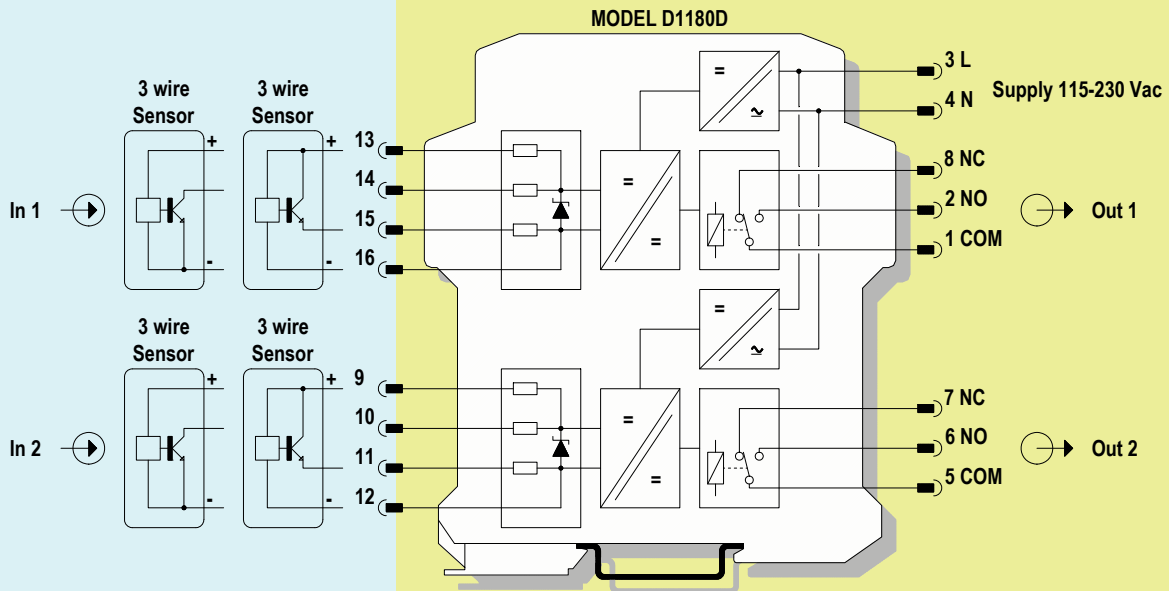 MODEL D1180D
3 L
Supply 115-230 Vac
4 N
3 wire
Sensor
3 wire
Sensor
+
+
13
14
15
16
-
-
In 1
=
~
=
=
8 NC
2 NO
1 COM
Out 1
3 wire
Sensor
3 wire
Sensor
+
+
9
10
11
12
-
-
In 2
=
~
=
=
7 NC
6 NO
5 COM
Out 2